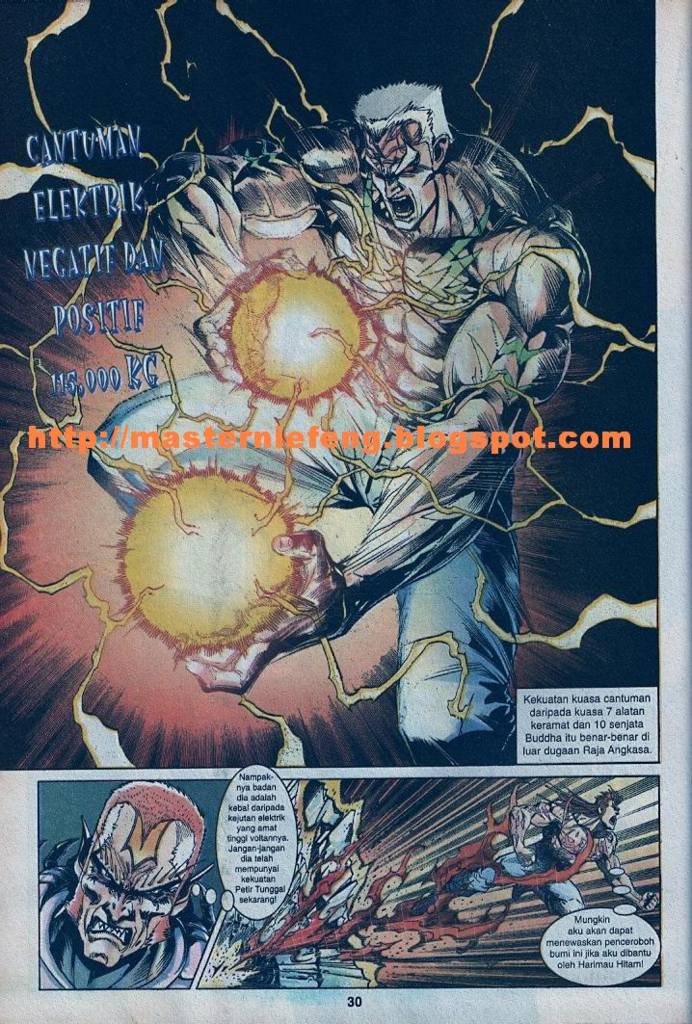 CANTUMAN
ELEKTRIK
NEGATIF DAN
POSITIF
115,000 KG
http://masterniefeng.blogspot.com
Kekuatan kuasa cantuman
daripada kuasa 7 alatan
keramat dan 10 senjata
Buddha itu benar-benar di
luar dugaan Raja Angkasa.
Nampak-
nya badan
dia adalah
kebal daripada
kejutan elektrik
yang amat
tinggi voltannya.
Jangan-jangan
dia telah
mempunyai
kekuatan
Petir Tunggal
sekarang!
Mungkin
aku akan dapat
menewaskan penceroboh
bumi ini jika aku dibantu
oleh Harimau Hitam!
30